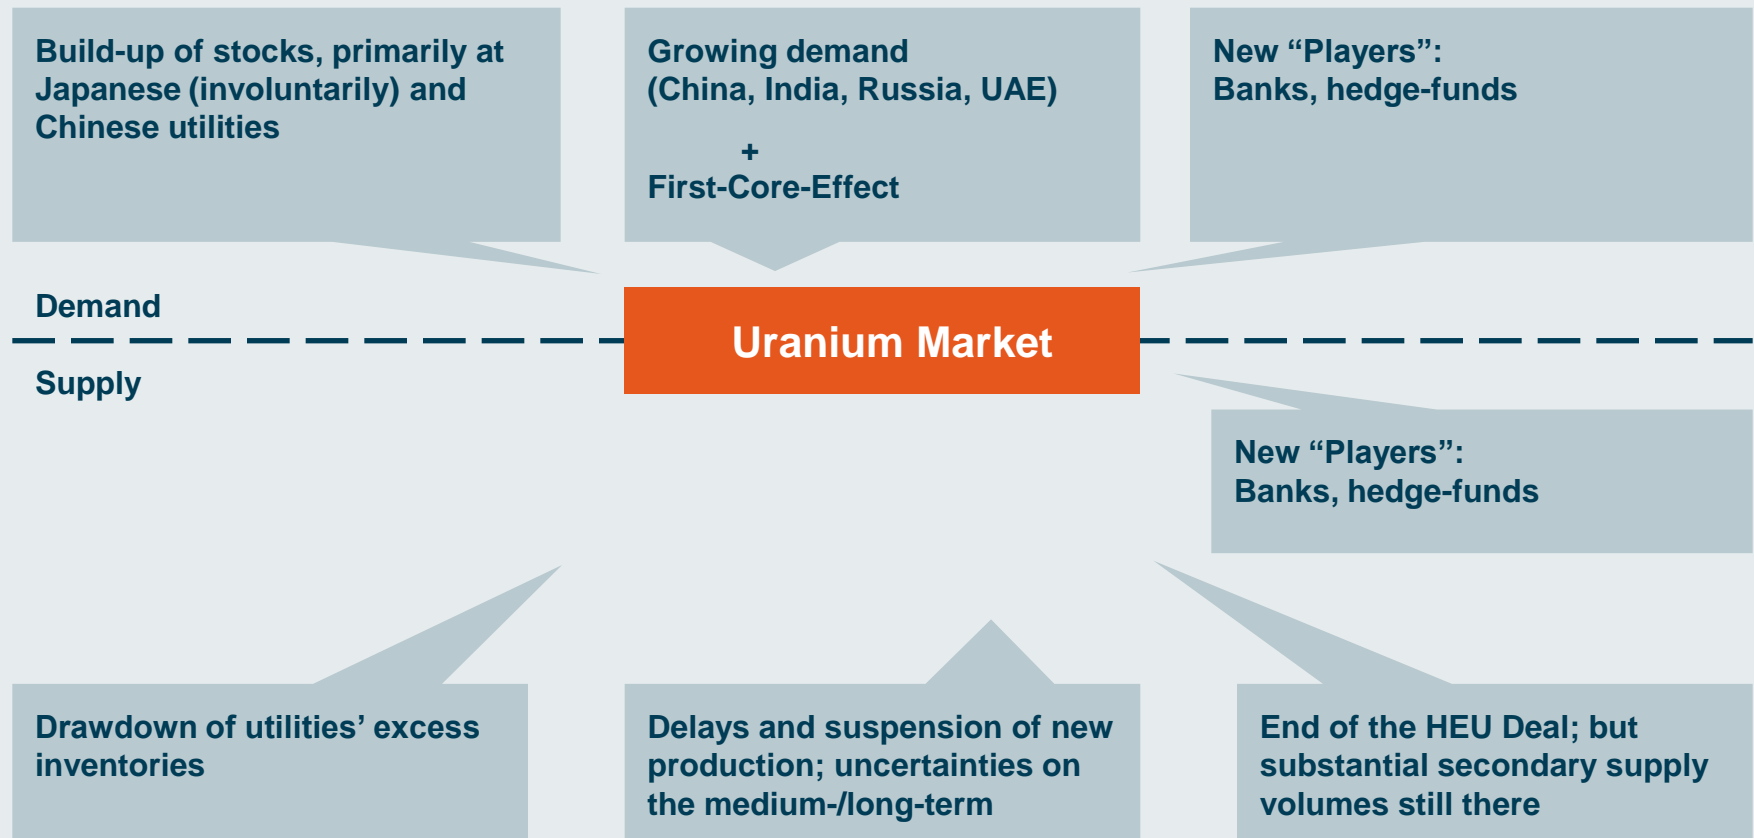 Build-up of stocks, primarily at
Japanese (involuntarily) and
Chinese utilities
Growing demand
(China, India, Russia, UAE)
+
First-Core-Effect
New “Players”:
Banks, hedge-funds
Demand
Uranium Market
Supply
New “Players”:
Banks, hedge-funds
Drawdown of utilities’ excess
inventories
Delays and suspension of new
production; uncertainties on
the medium-/long-term
End of the HEU Deal; but
substantial secondary supply
volumes still there